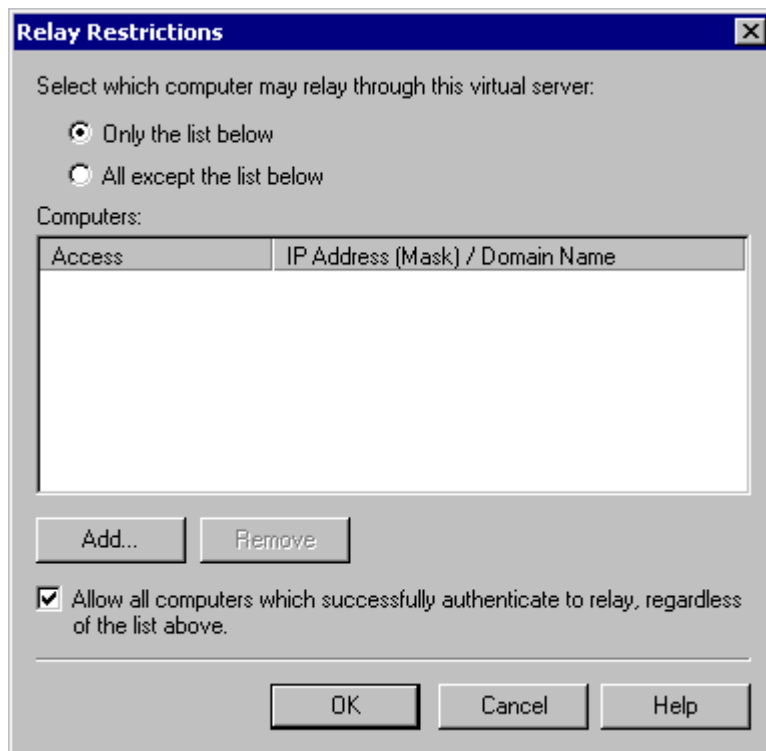 Relay Restrictions
Select which computer may relay through this virtual server:
Only the list below
All except the list below
Computers:
Access IP Address (Mask) / Domain Name
Add... Remove
Allow all computers which successfully authenticate to relay, regardless
of the list above.
OK Cancel Help